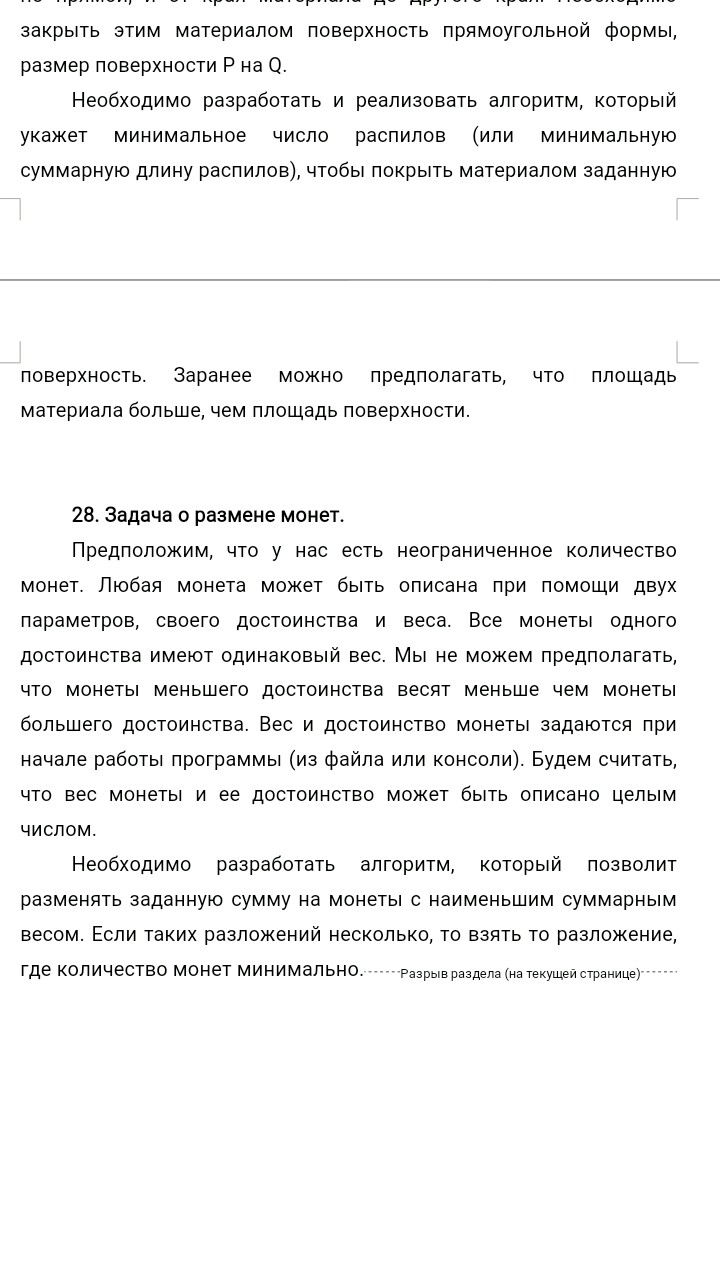 закрыть этим материалом поверхность прямоугольной формы,
размер поверхности P на Q.
Необходимо разработать и реализовать алгоритм, который
укажет минимальное число распилов (или минимальную
суммарную длину распилов), чтобы покрыть материалом заданную
поверхность. Заранее можно предполагать, что площадь
материала больше, чем площадь поверхности.
28. Задача о размене монет.
Предположим, что у нас есть неограниченное количество
монет. Любая монета может быть описана при помощи двух
параметров, своего достоинства и веса. Все монеты одного
достоинства имеют одинаковый вес. Мы не можем предполагать,
что монеты меньшего достоинства весят меньше чем монеты
большего достоинства. Вес и достоинство монеты задаются при
начале работы программы (из файла или консоли). Будем считать,
что вес монеты и ее достоинство может быть описано целым
числом.
Необходимо разработать алгоритм, который позволит
разменять заданную сумму на монеты с наименьшим суммарным
весом. Если таких разложений несколько, то взять то разложение,
где количество монет минимально. Разрыв раздела (на текущей странице)